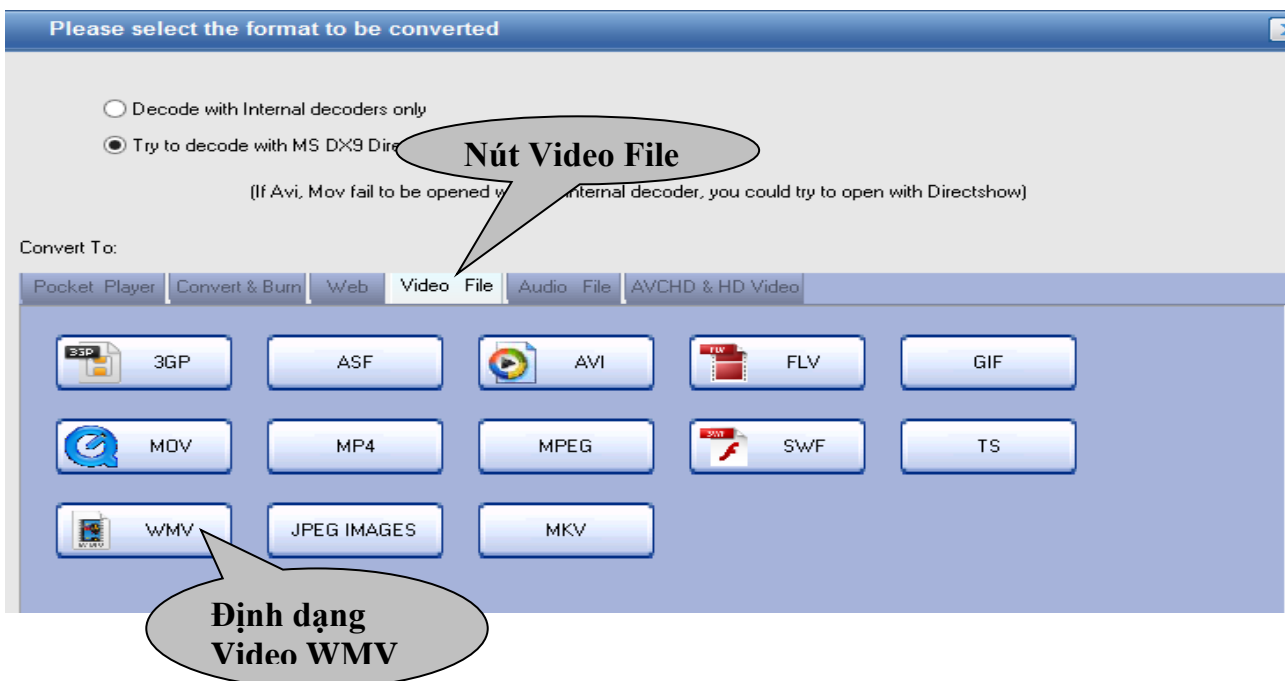 Please select the format to be converted
Decode with Internal decoders only
Try to decode with MS DX9
Nút Video File
(If Avi, Mov fail to be opened internal decoder, you could try to open with Directshow)
Convert To:
Pocket Player Convert & Burn Web Video File Audio File AVCHD & HD Video
3GP ASF AVI FLV GIF
MOV MP4 MPEG SWF TS
WMV JPEG IMAGES MKV
Định dạng
Video WMV